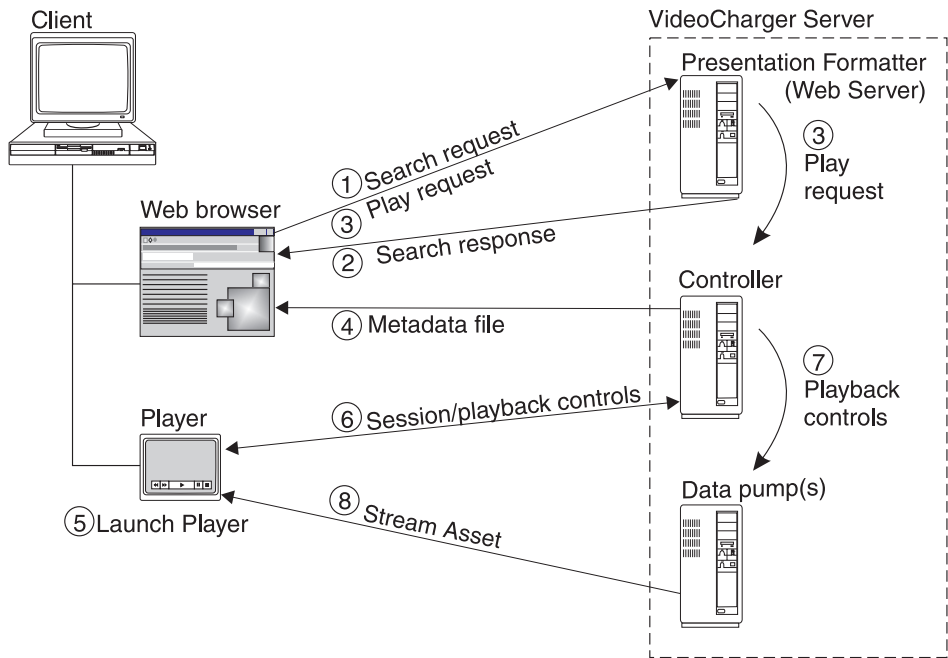 Client
VideoCharger Server
Presentation Formatter
(Web Server)
① Search request
③ Play request
③
Play
request
Web browser
② Search response
Controller
④ Metadata file
⑦
Playback
controls
Player
⑥ Session/playback controls
Data pump(s)
⑤ Launch Player
⑧ Stream Asset